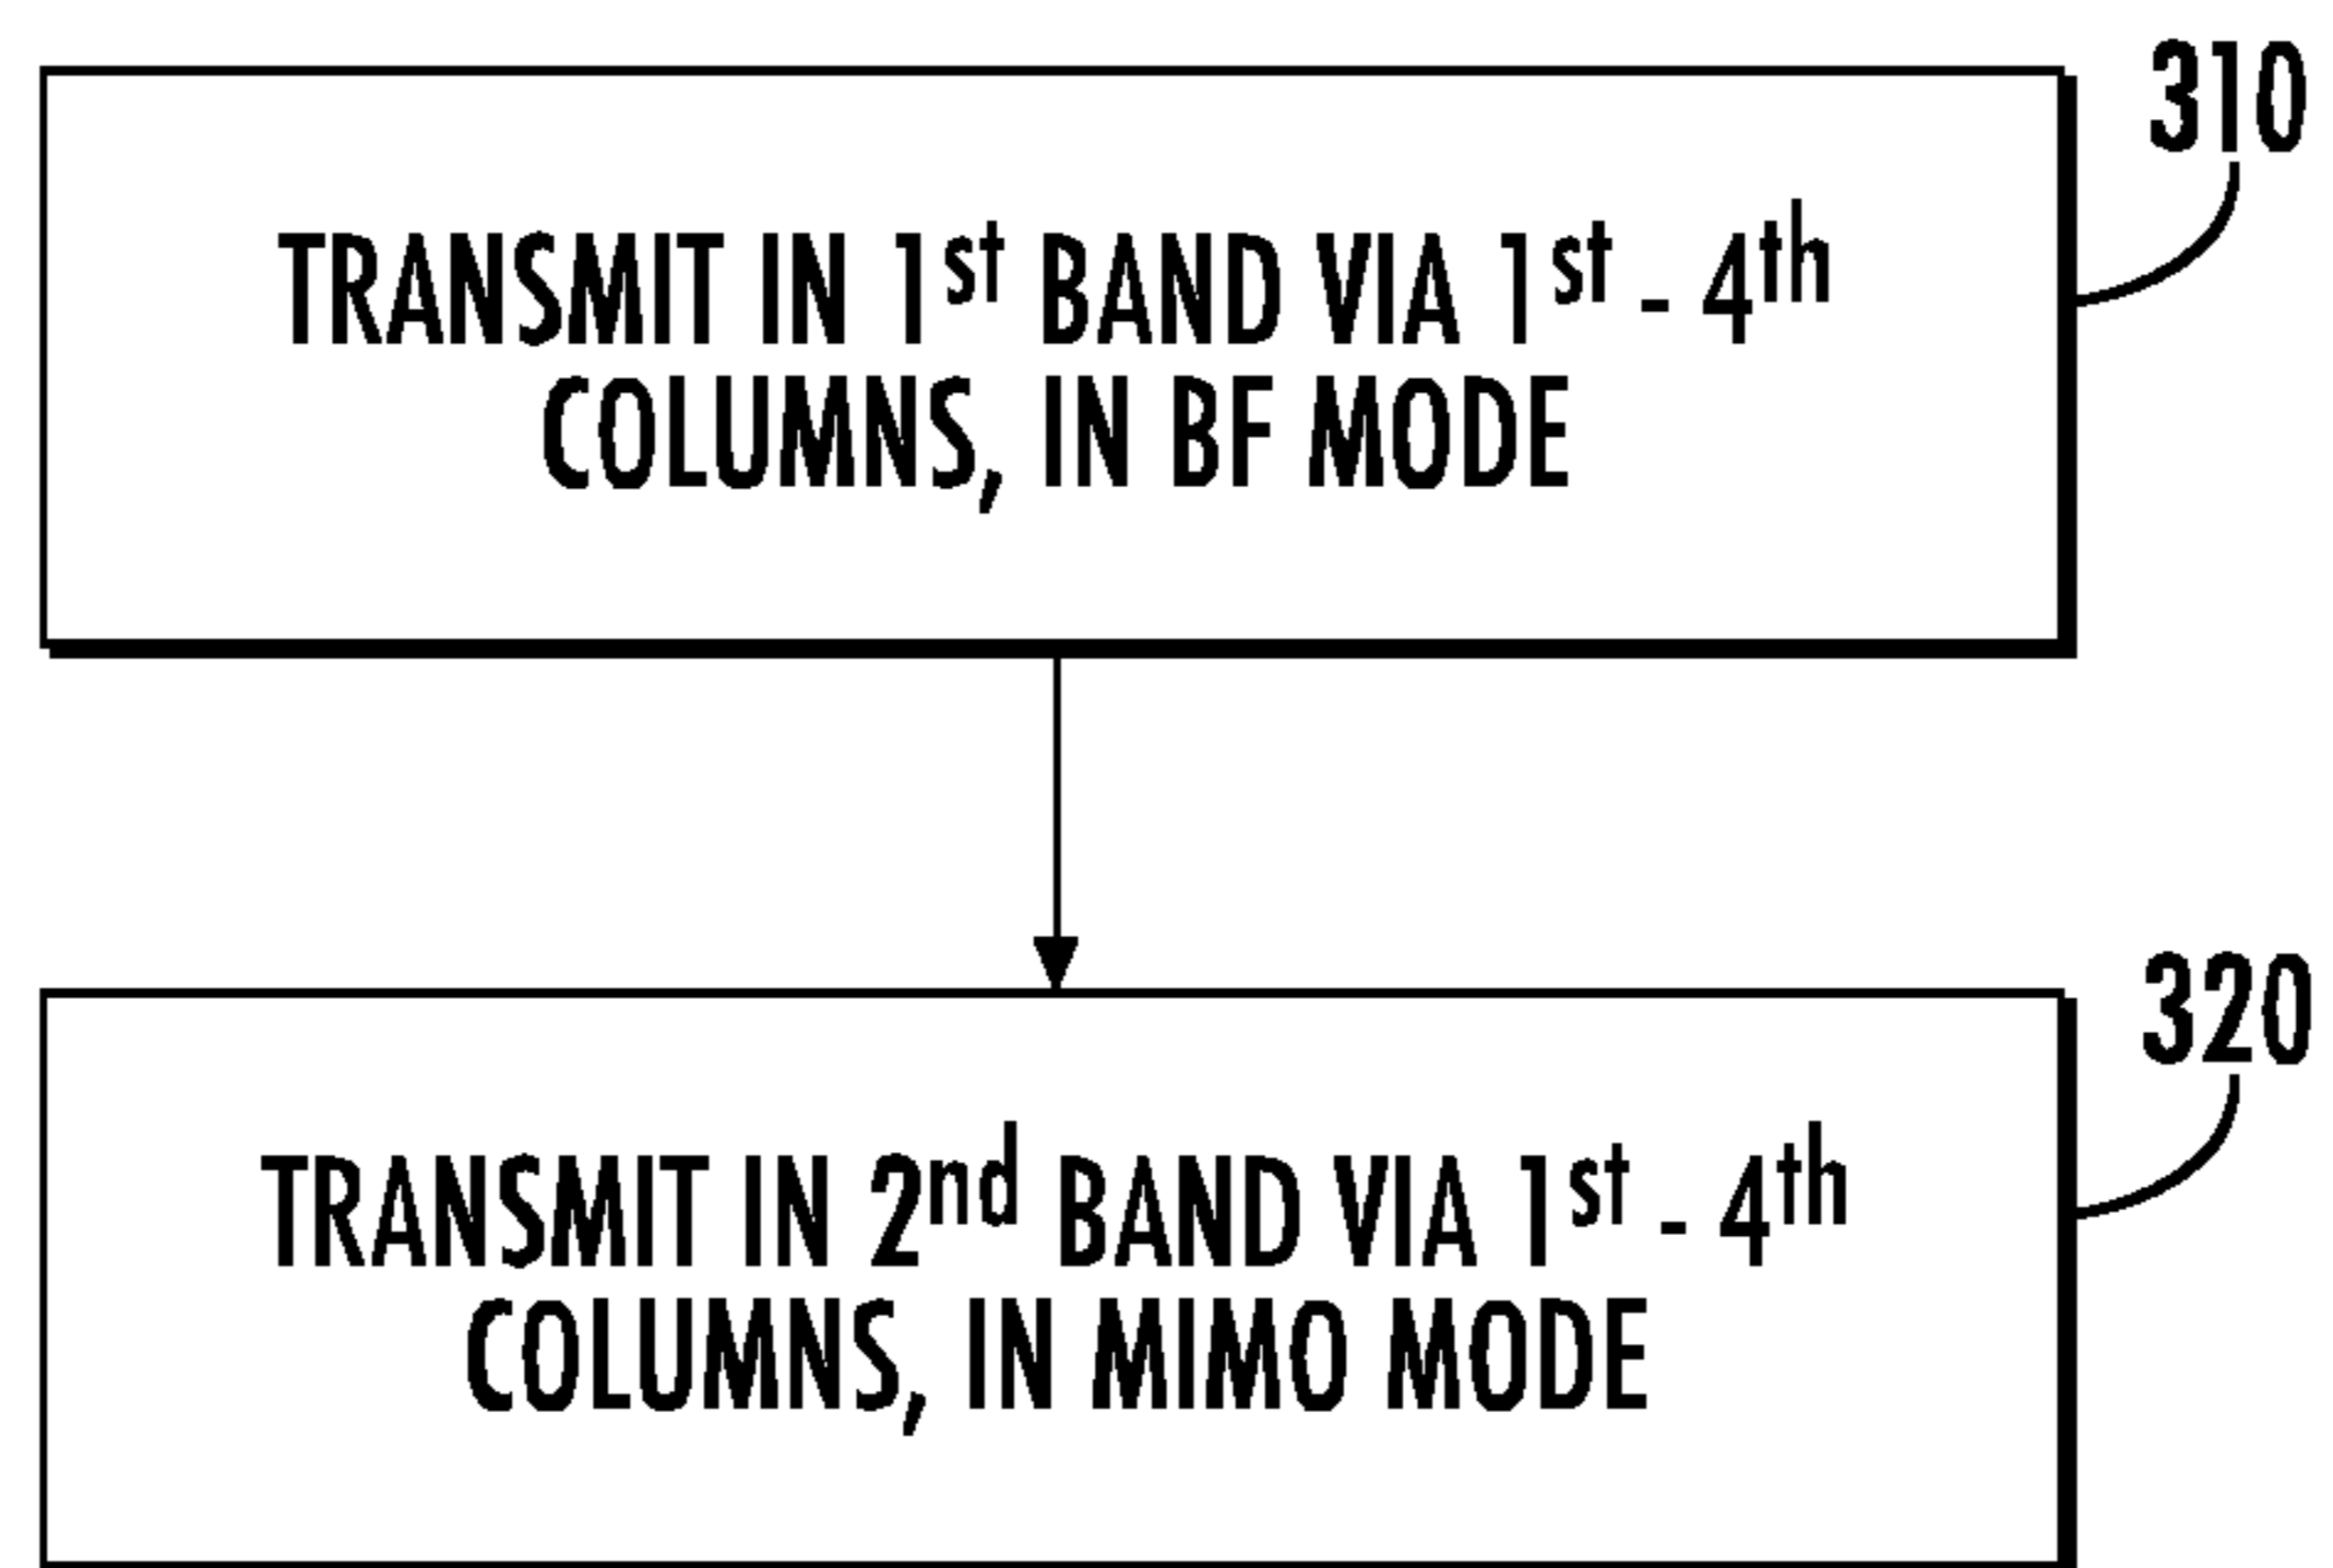 310
TRANSMIT IN 1st BAND VIA 1st - 4th
COLUMNS, IN BF MODE
320
TRANSMIT IN 2nd BAND VIA 1st - 4th
COLUMNS, IN MIMO MODE